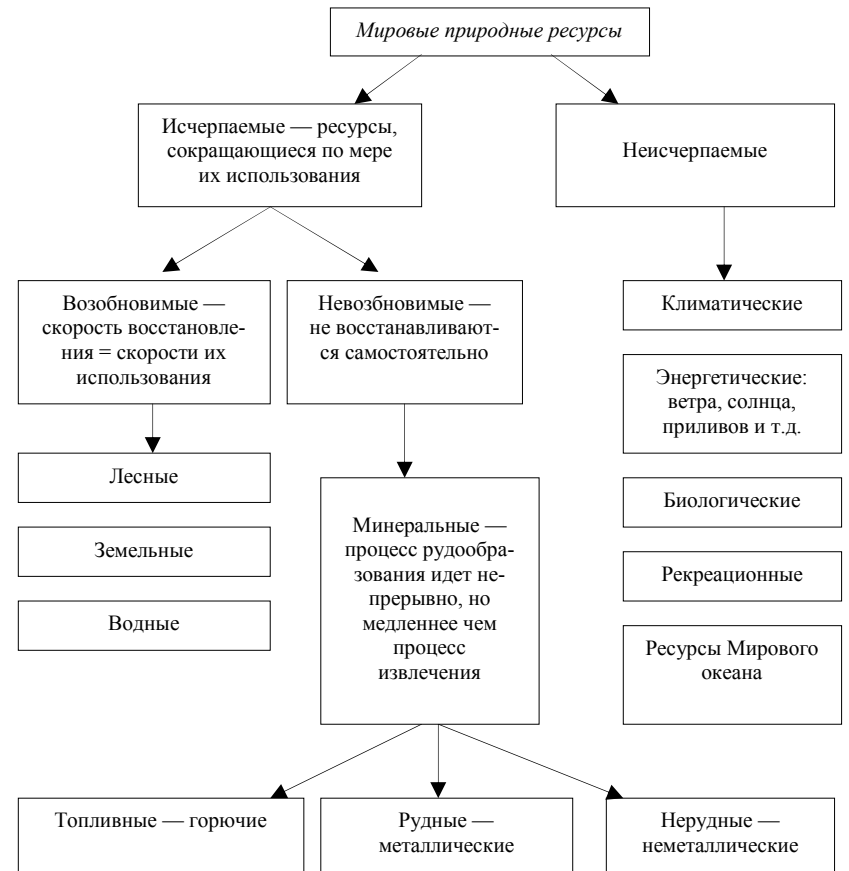 Мировые природные ресурсы
Исчерпаемые — ресурсы,
сокращающиеся по мере
их использования
Неисчерпаемые
Возобновимые —
скорость восстановле-
ния = скорости их
использования
Невозбновимые —
не восстанавливают-
ся самостоятельно
Климатические
Энергетические:
ветра, солнца,
приливов и т.д.
Лесные
Земельные
Водные
Минеральные —
процесс рудообра-
зования идет не-
прерывно, но
медленнее чем
процесс
извлечения
Биологические
Рекреационные
Ресурсы Мирового
океана
Топливные — горючие
Рудные —
металлические
Нерудные —
неметаллические